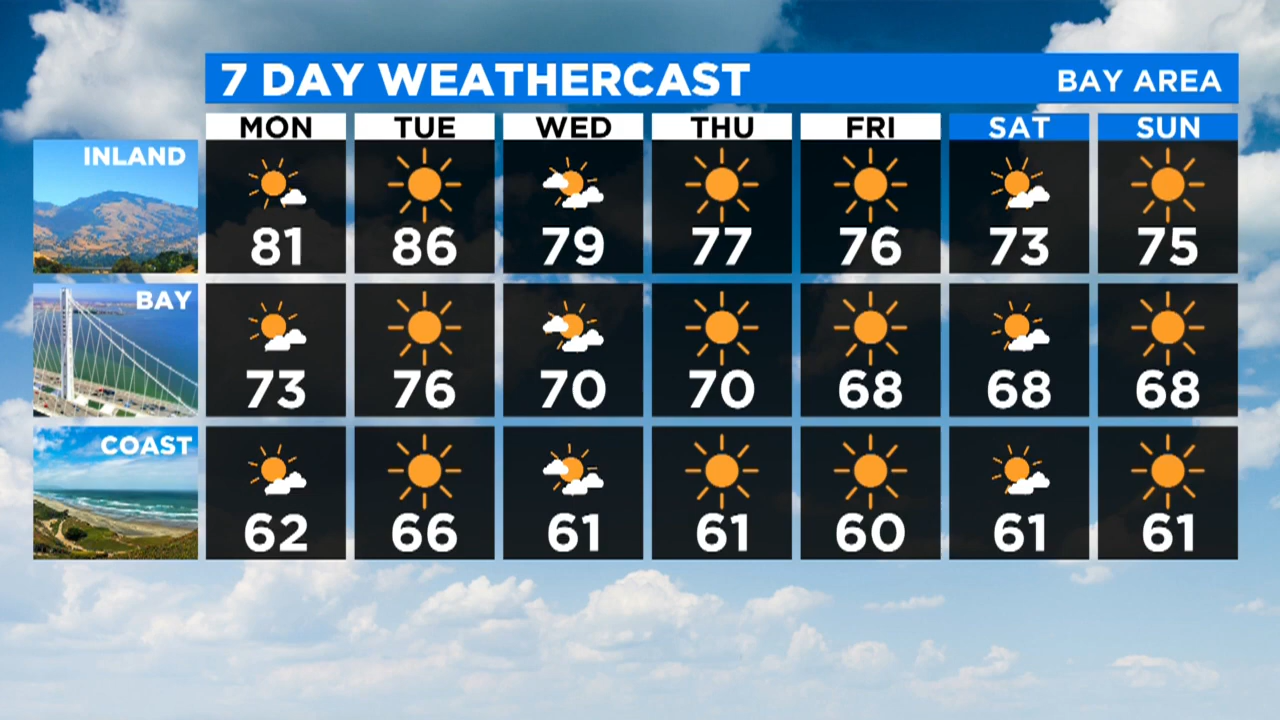 7 DAY WEATHERCAST BAY AREA
MON TUE WED THU FRI SAT SUN
INLAND
81 86 79 77 76 73 75
BAY
73 76 70 70 68 68 68
COAST
62 66 61 61 60 61 61